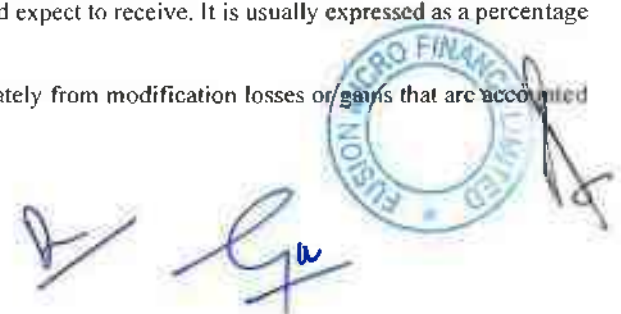 d expect to receive. It is usually expressed as a percentage
ately from modification losses or gains that are accounted
FUSION MICRO FINANCE LIMITED